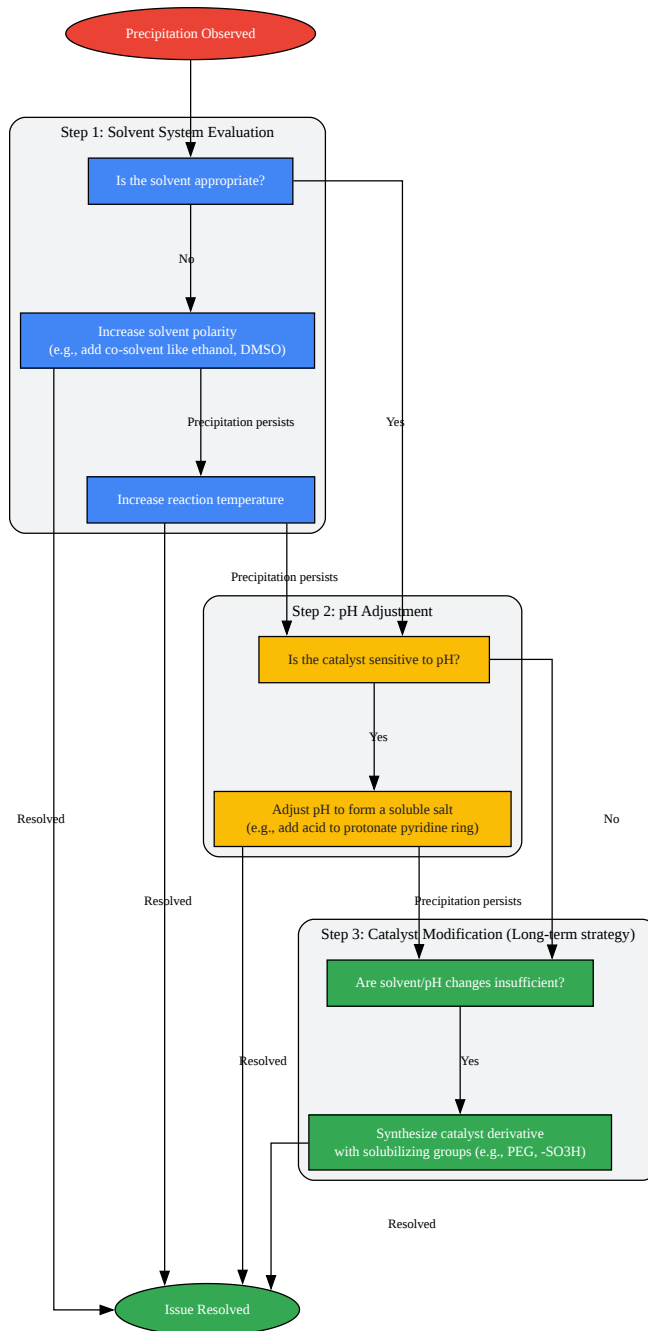 Precipitation Observed
Step 1: Solvent System Evaluation
Is the solvent appropriate?
No
Increase solvent polarity
(e.g., add co-solvent like ethanol, DMSO)
Precipitation persists
Yes
Increase reaction temperature
Precipitation persists
Step 2: pH Adjustment
Is the catalyst sensitive to pH?
Yes
Adjust pH to form a soluble salt
(e.g., add acid to protonate pyridine ring)
Resolved
No
Resolved
Precipitation persists
Step 3: Catalyst Modification (Long-term strategy)
Are solvent/pH changes insufficient?
Resolved
Yes
Synthesize catalyst derivative
with solubilizing groups (e.g., PEG, -SO3H)
Resolved
Issue Resolved